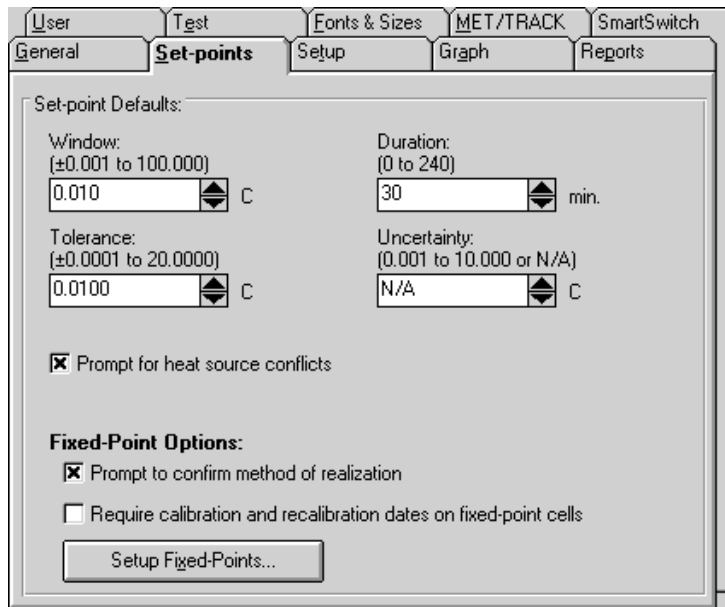 User Test Fonts & Sizes MET/TRACK SmartSwitch
General Set-points Setup Graph Reports
Set-point Defaults:
Window: Duration:
(±0.001 to 100.000) (0 to 240)
0.010 C 30 min.
Tolerance: Uncertainty:
(±0.0001 to 20.0000) (0.001 to 10.000 or N/A)
0.0100 C N/A C
Prompt for heat source conflicts
Fixed-Point Options:
Prompt to confirm method of realization
Require calibration and recalibration dates on fixed-point cells
Setup Fixed-Points...